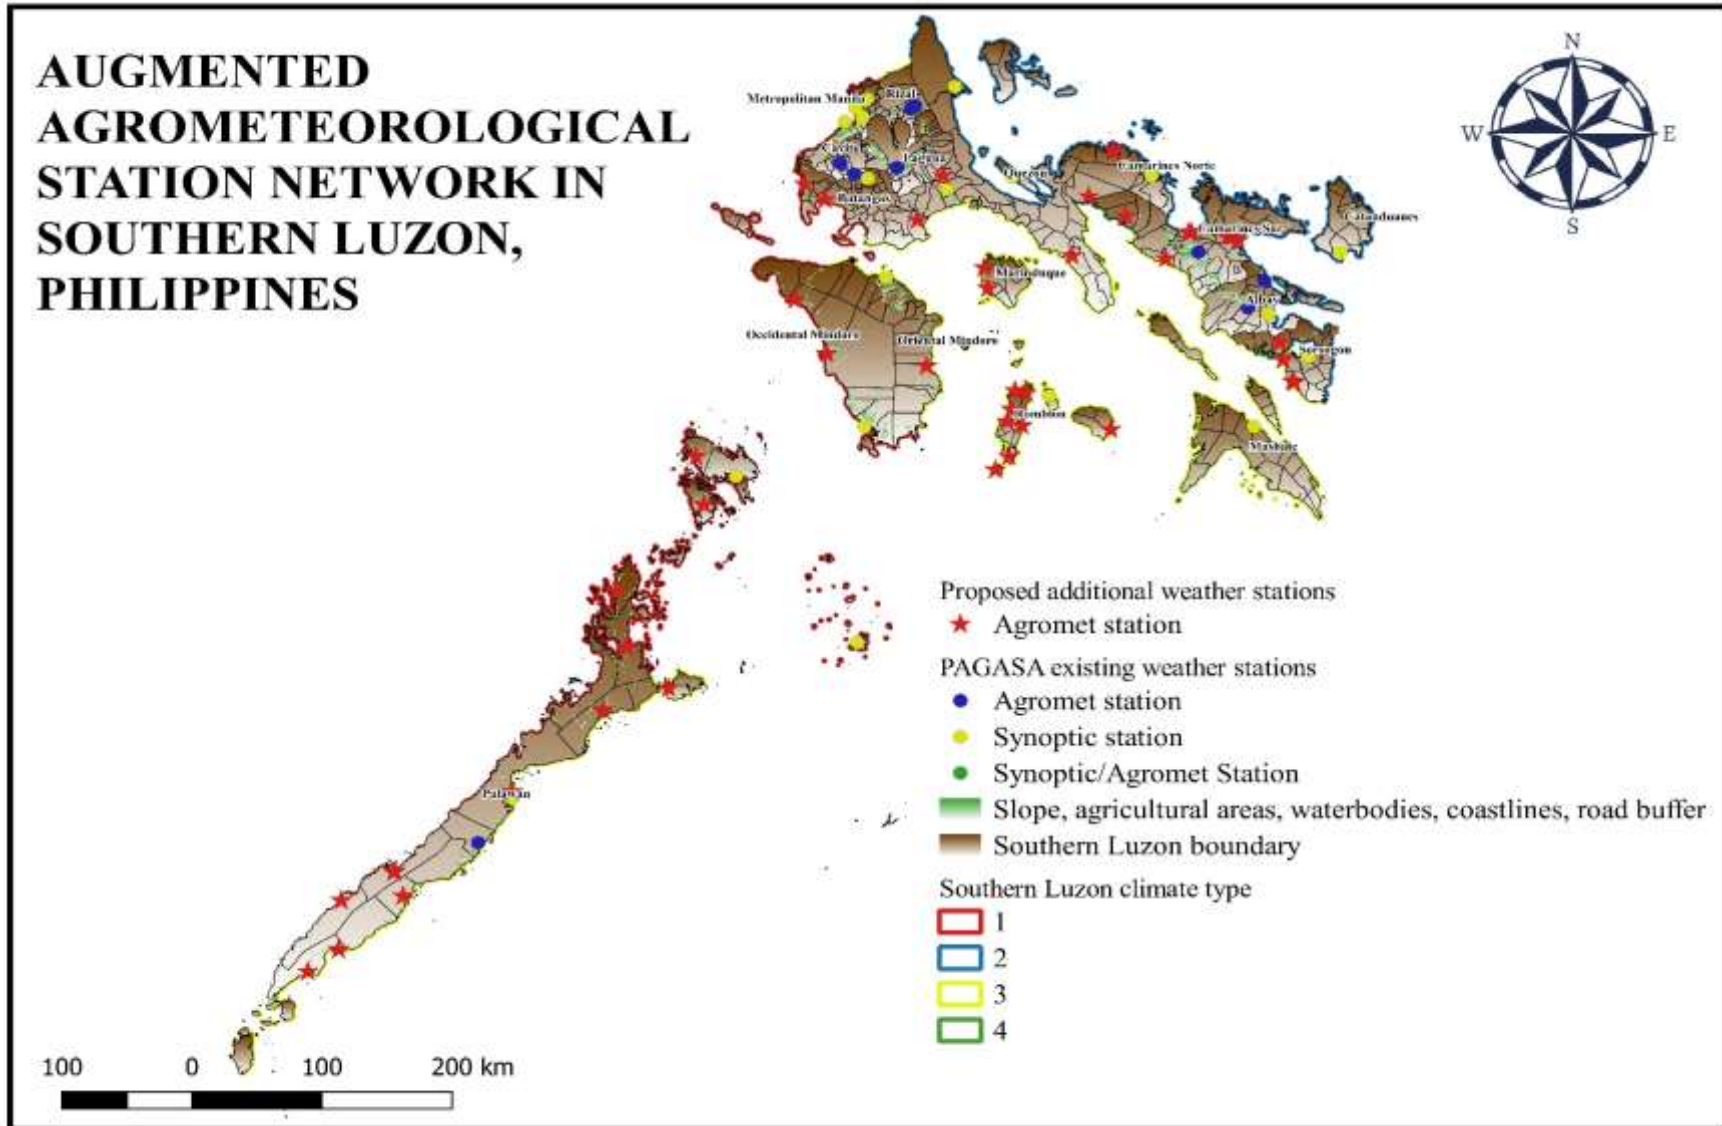 AUGMENTED
AGROMETEOROLOGICAL
STATION NETWORK IN
SOUTHERN LUZON,
PHILIPPINES
N
W
E
S
Metropolitan Manila
Rizal
Cavite
Laguna
Batangas
Quezon
Camarines Norte
Camarines Sur
Catanduanes
Marinduque
Albay
Sorsogon
Occidental Mindoro
Oriental Mindoro
Romblon
Masbate
Palawan
Proposed additional weather stations
Agromet station
PAGASA existing weather stations
Agromet station
Synoptic station
Synoptic/Agromet Station
Slope, agricultural areas, waterbodies, coastlines, road buffer
Southern Luzon boundary
Southern Luzon climate type
1
2
3
4
100 0 100 200 km